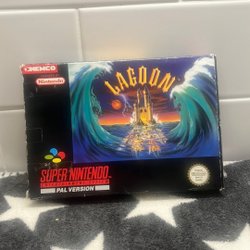 KEMCO
Nintendo
LAGOON
SUPER NINTENDO
ENTERTAINMENT SYSTEM
PAL VERSION